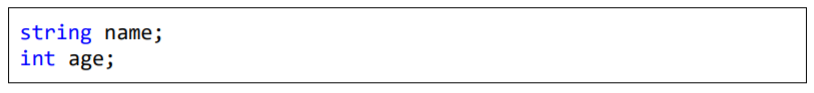 string name;
int age;